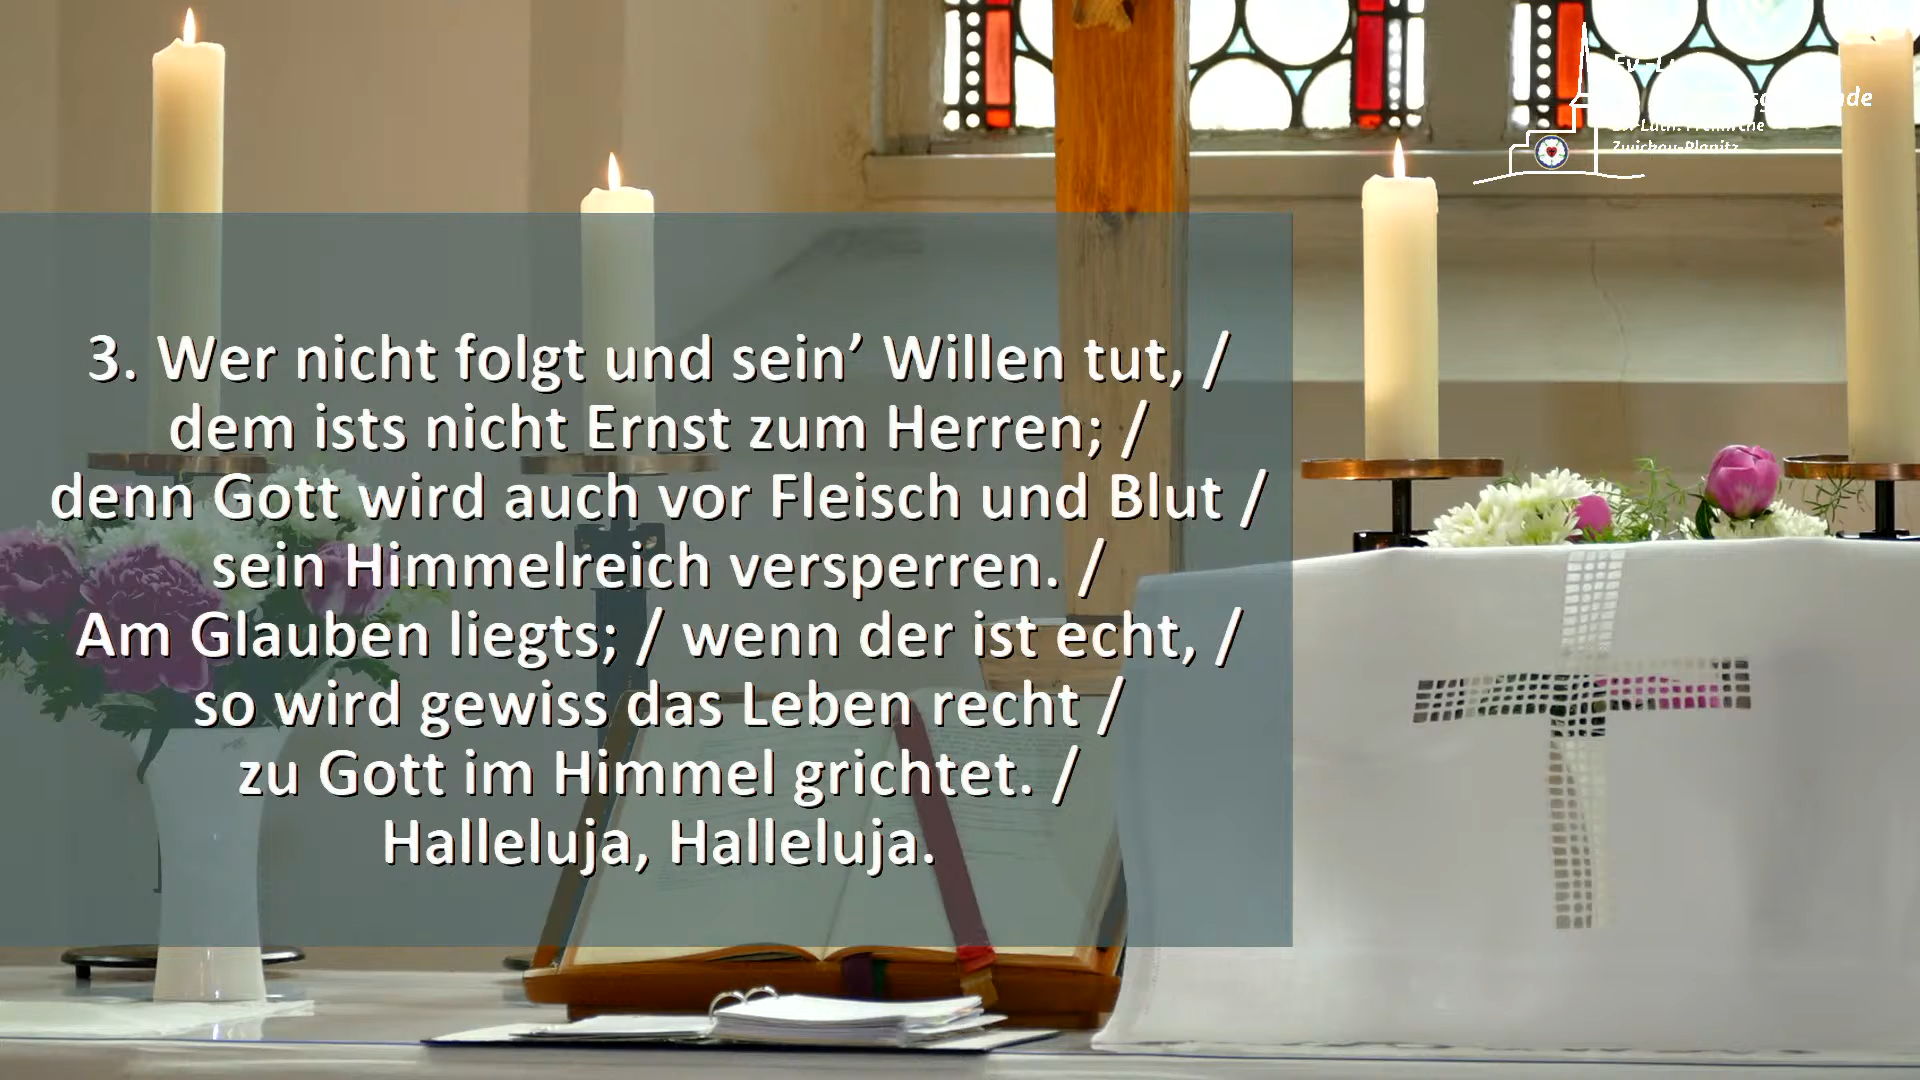 Zwickau-Planitz
3. Wer nicht folgt und sein’ Willen tut, /
dem ists nicht Ernst zum Herren; /
denn Gott wird auch vor Fleisch und Blut /
sein Himmelreich versperren. /
Am Glauben liegts; / wenn der ist echt, /
so wird gewiss das Leben recht /
zu Gott im Himmel grichtet. /
Halleluja, Halleluja.